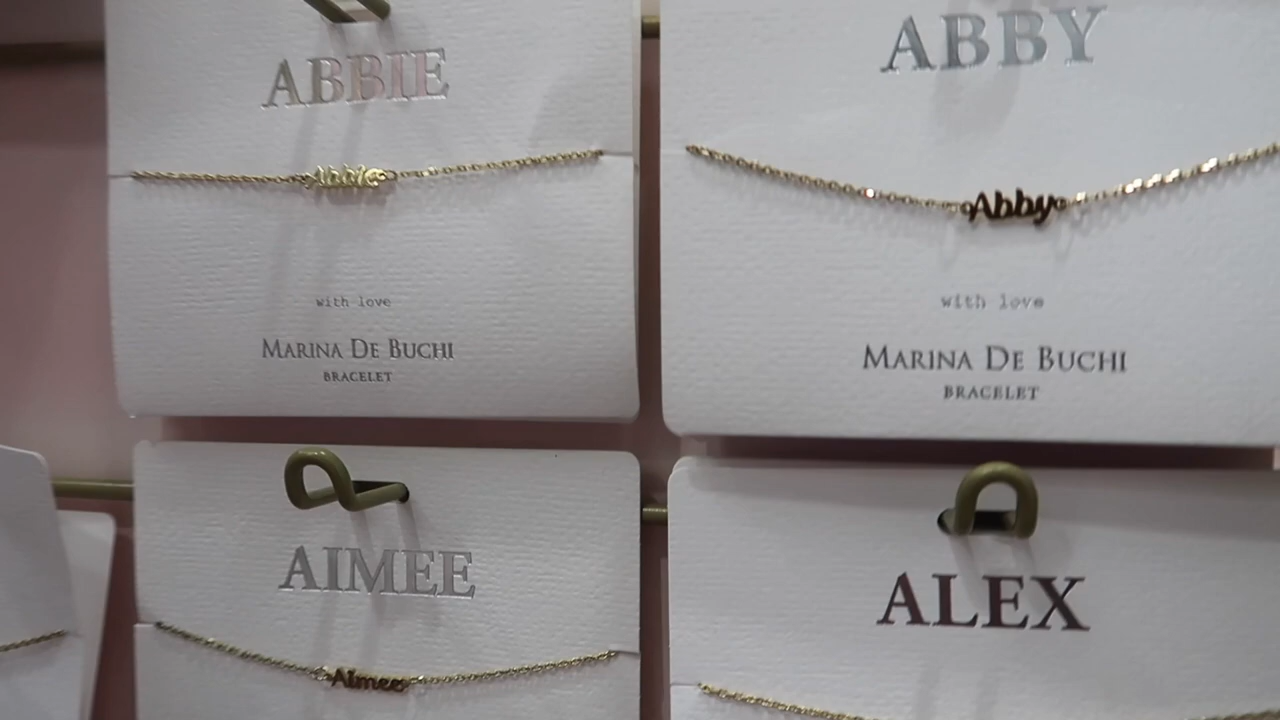 ABBIE
Abbie
with love
MARINA DE BUCHI
BRACELET
ABBY
Abby
with love
MARINA DE BUCHI
BRACELET
AIMEE
Aimee
ALEX